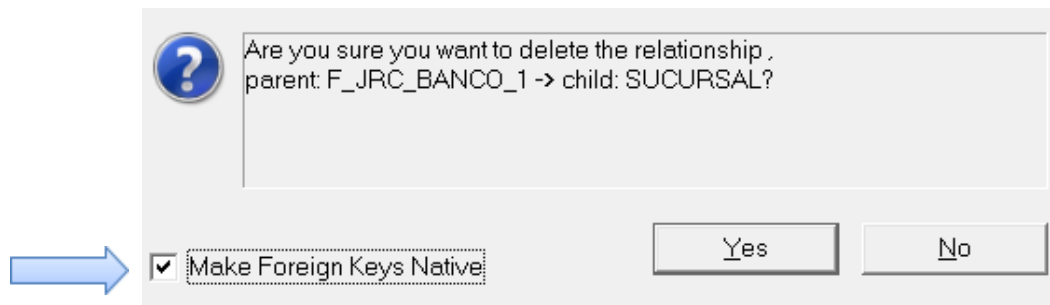 Are you sure you want to delete the relationship ,
parent: F_JRC_BANCO_1 -> child: SUCURSAL?
Yes
No
Make Foreign Keys Native